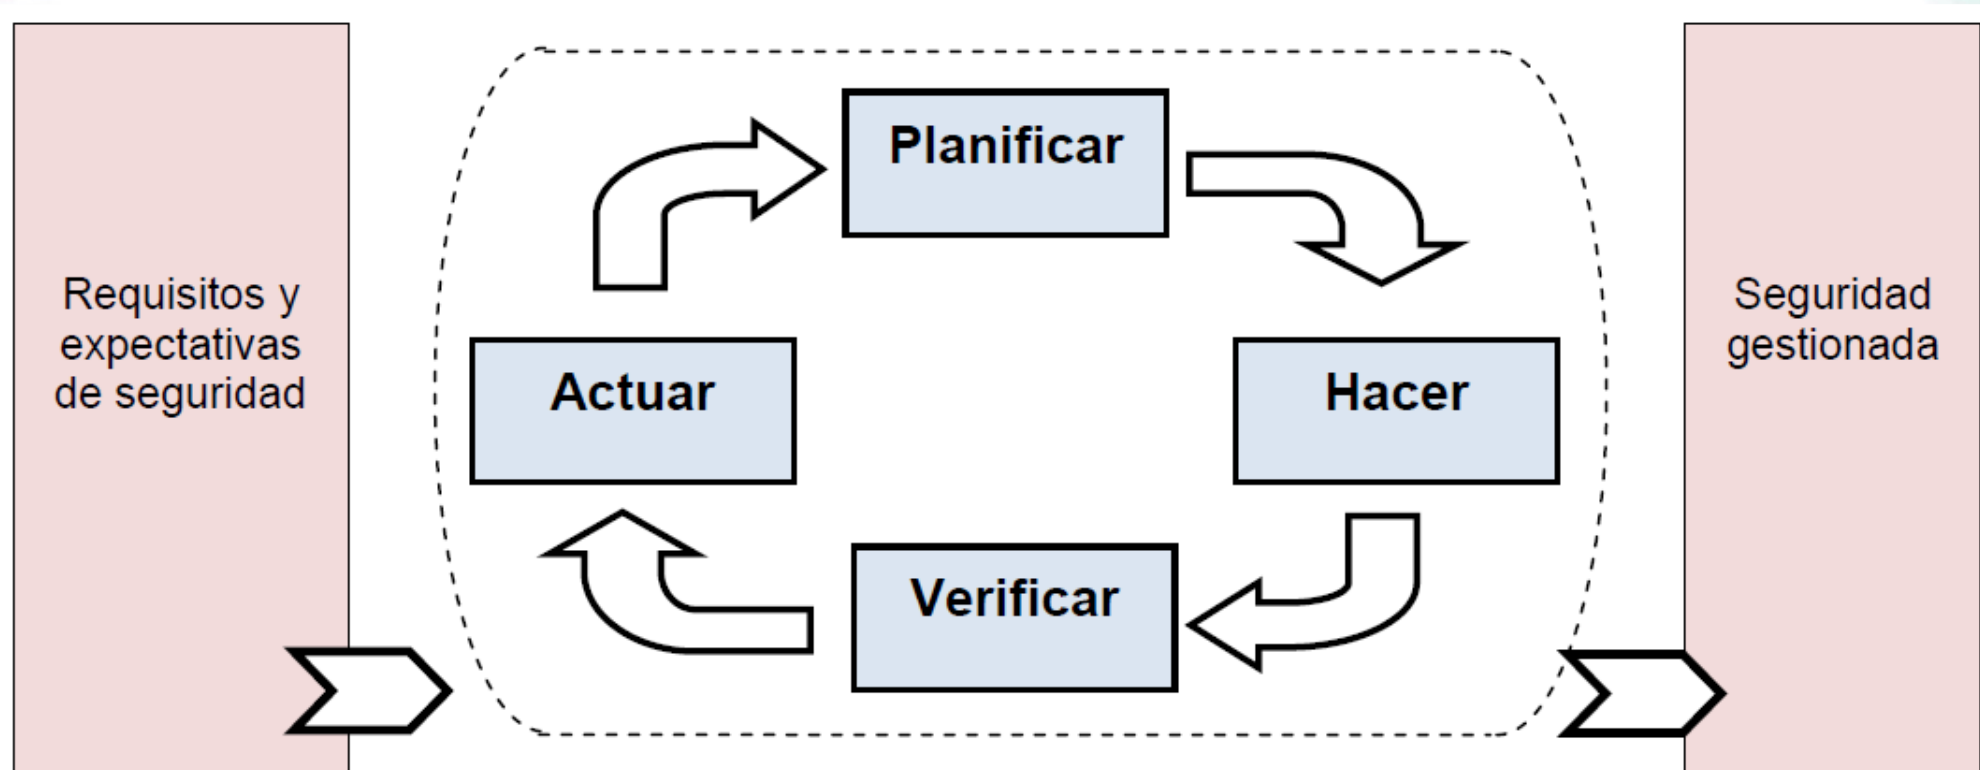 Planificar
Requisitos y
expectativas
de seguridad
Actuar
Hacer
Seguridad
gestionada
Verificar